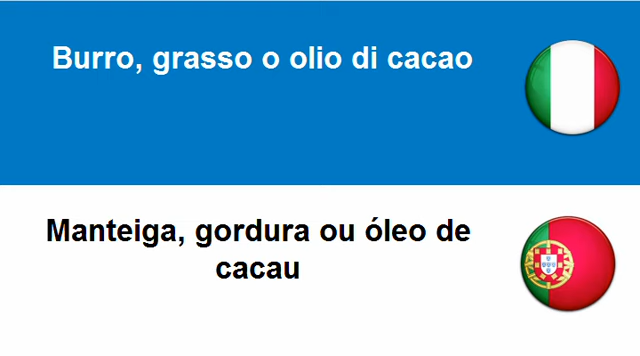 Burro, grasso o olio di cacao
Manteiga, gordura ou óleo de
cacau